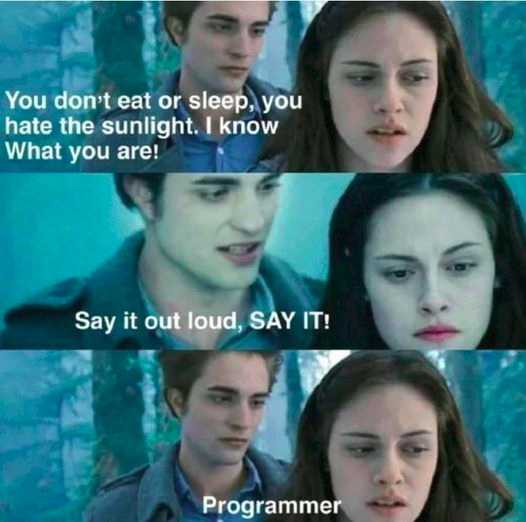 You don't eat or sleep, you
hate the sunlight. I know
What you are!
Say it out loud, SAY IT!
Programmer